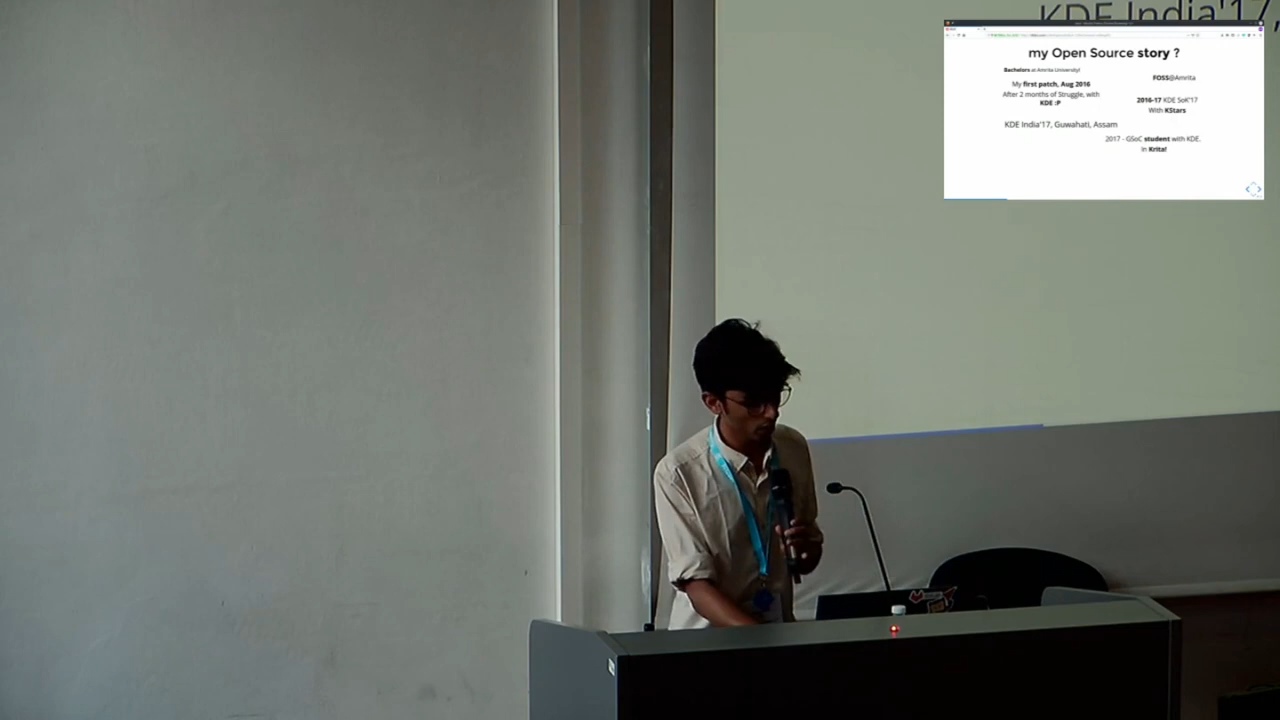 KDE India'17,
my Open Source story ?
Bachelors at Amrita University!
FOSS@Amrita
My first patch, Aug 2016
After 2 months of Struggle, with
KDE :P
2016-17 KDE SoK'17
With KStars
KDE India'17, Guwahati, Assam
2017 - GSoC student with KDE.
in Krita!